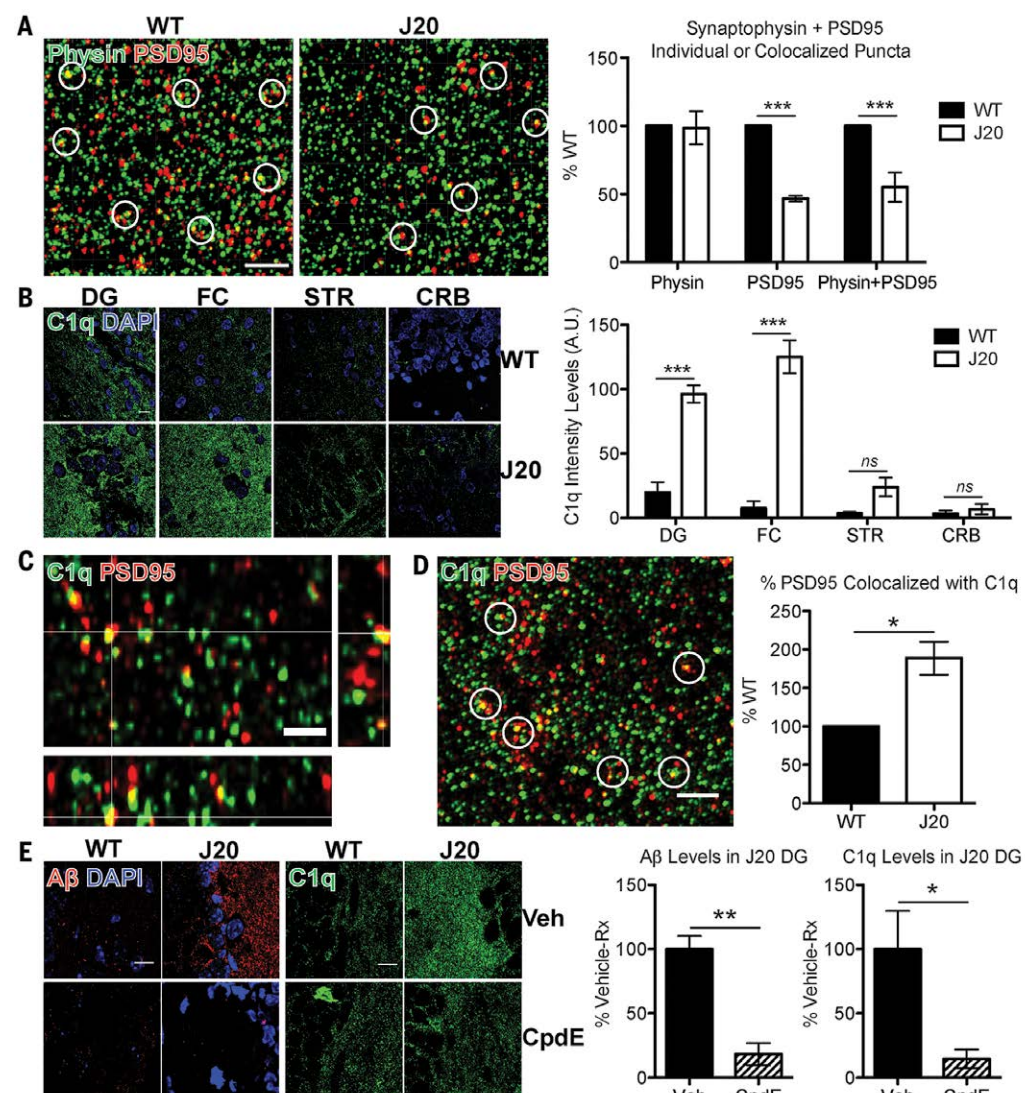 A
WT
J20
Physin PSD95
Synaptophysin + PSD95
Individual or Colocalized Puncta
% WT
150
100
50
0
***
***
WT
J20
Physin
PSD95
Physin+PSD95
B
DG
FC
STR
CRB
C1q DAPI
WT
J20
C1q Intensity Levels (A.U.)
150
100
50
0
***
***
ns
ns
WT
J20
DG
FC
STR
CRB
C
C1q PSD95
D
C1q PSD95
% PSD95 Colocalized with C1q
% WT
250
200
150
100
50
0
*
WT
J20
E
WT
J20
WT
J20
Aβ DAPI
C1q
Veh
CpdE
Aβ Levels in J20 DG
% Vehicle-Rx
150
100
50
0
**
Veh
CpdE
C1q Levels in J20 DG
% Vehicle-Rx
150
100
50
0
*
Veh
CpdE